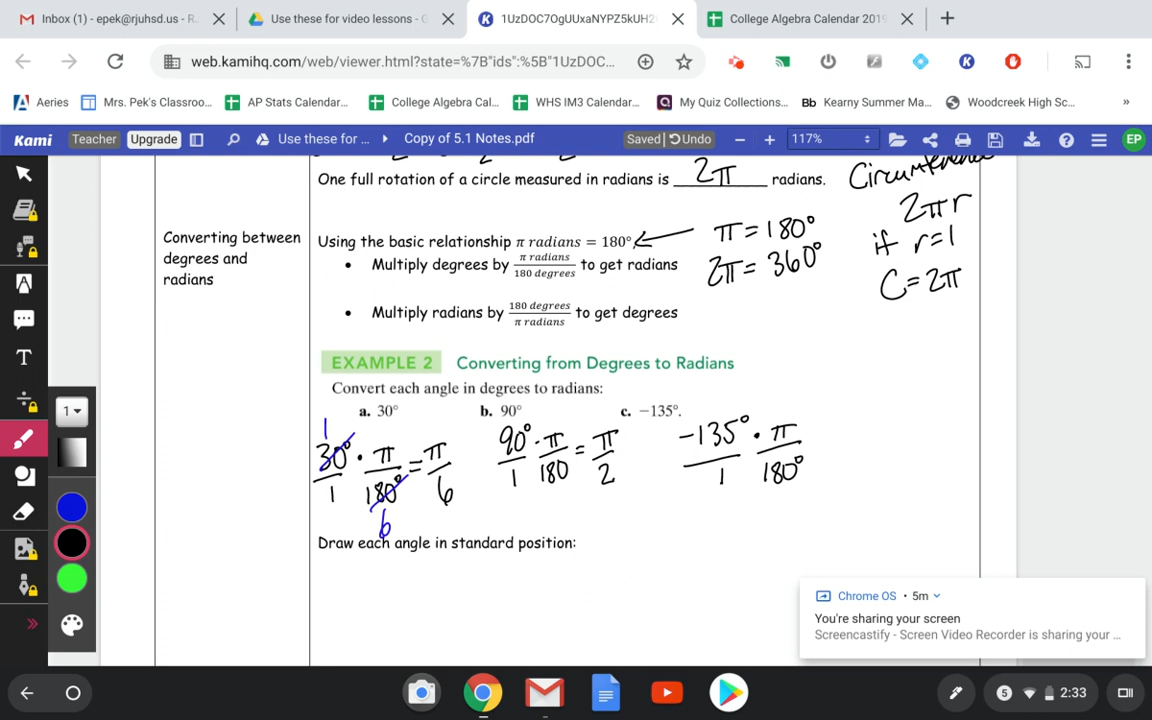 Inbox (1) - epekel@rjuhsd.us - R
Use these for video lessons - G
1UzDOC7OgUUxaNYPZ5kUH2
College Algebra Calendar 2019
web.kamihq.com/web/viewer.html?state=%7B"ids":%5B"1UzDOC...
Aeries
Mrs. Pek's Classroo...
AP Stats Calendar...
College Algebra Cal...
WHS IM3 Calendar...
My Quiz Collections...
Bb Kearny Summer Ma...
Woodcreek High Sc...
»
Kami Teacher Upgrade
Use these for ...
Copy of 5.1 Notes.pdf
Saved Undo
117%
EP
One full rotation of a circle measured in radians is 2π radians.
Circumference
2πr
if r=1
C=2π
Converting between
degrees and
radians
Using the basic relationship π radians = 180°.
π = 180°
2π = 360°
• Multiply degrees by π radians/180 degrees to get radians
• Multiply radians by 180 degrees/π radians to get degrees
EXAMPLE 2 Converting from Degrees to Radians
Convert each angle in degrees to radians:
a. 30° b. 90° c. −135°.
1
30°/1 · π/180° = π/6
6
90°/1 · π/180 = π/2
-135°/1 · π/180°
Draw each angle in standard position:
T
1
Chrome OS • 5m
You're sharing your screen
Screencastify - Screen Video Recorder is sharing your ...
5
2:33